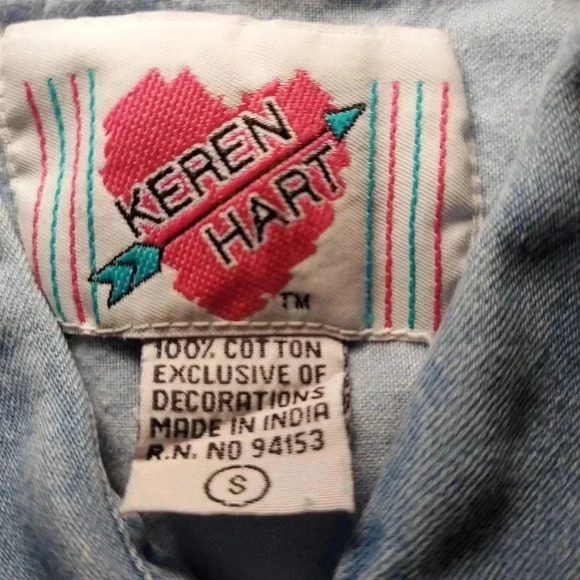 KEREN
HART
TM
100% COTTON
EXCLUSIVE OF
DECORATIONS
MADE IN INDIA
R.N. NO 94153
S